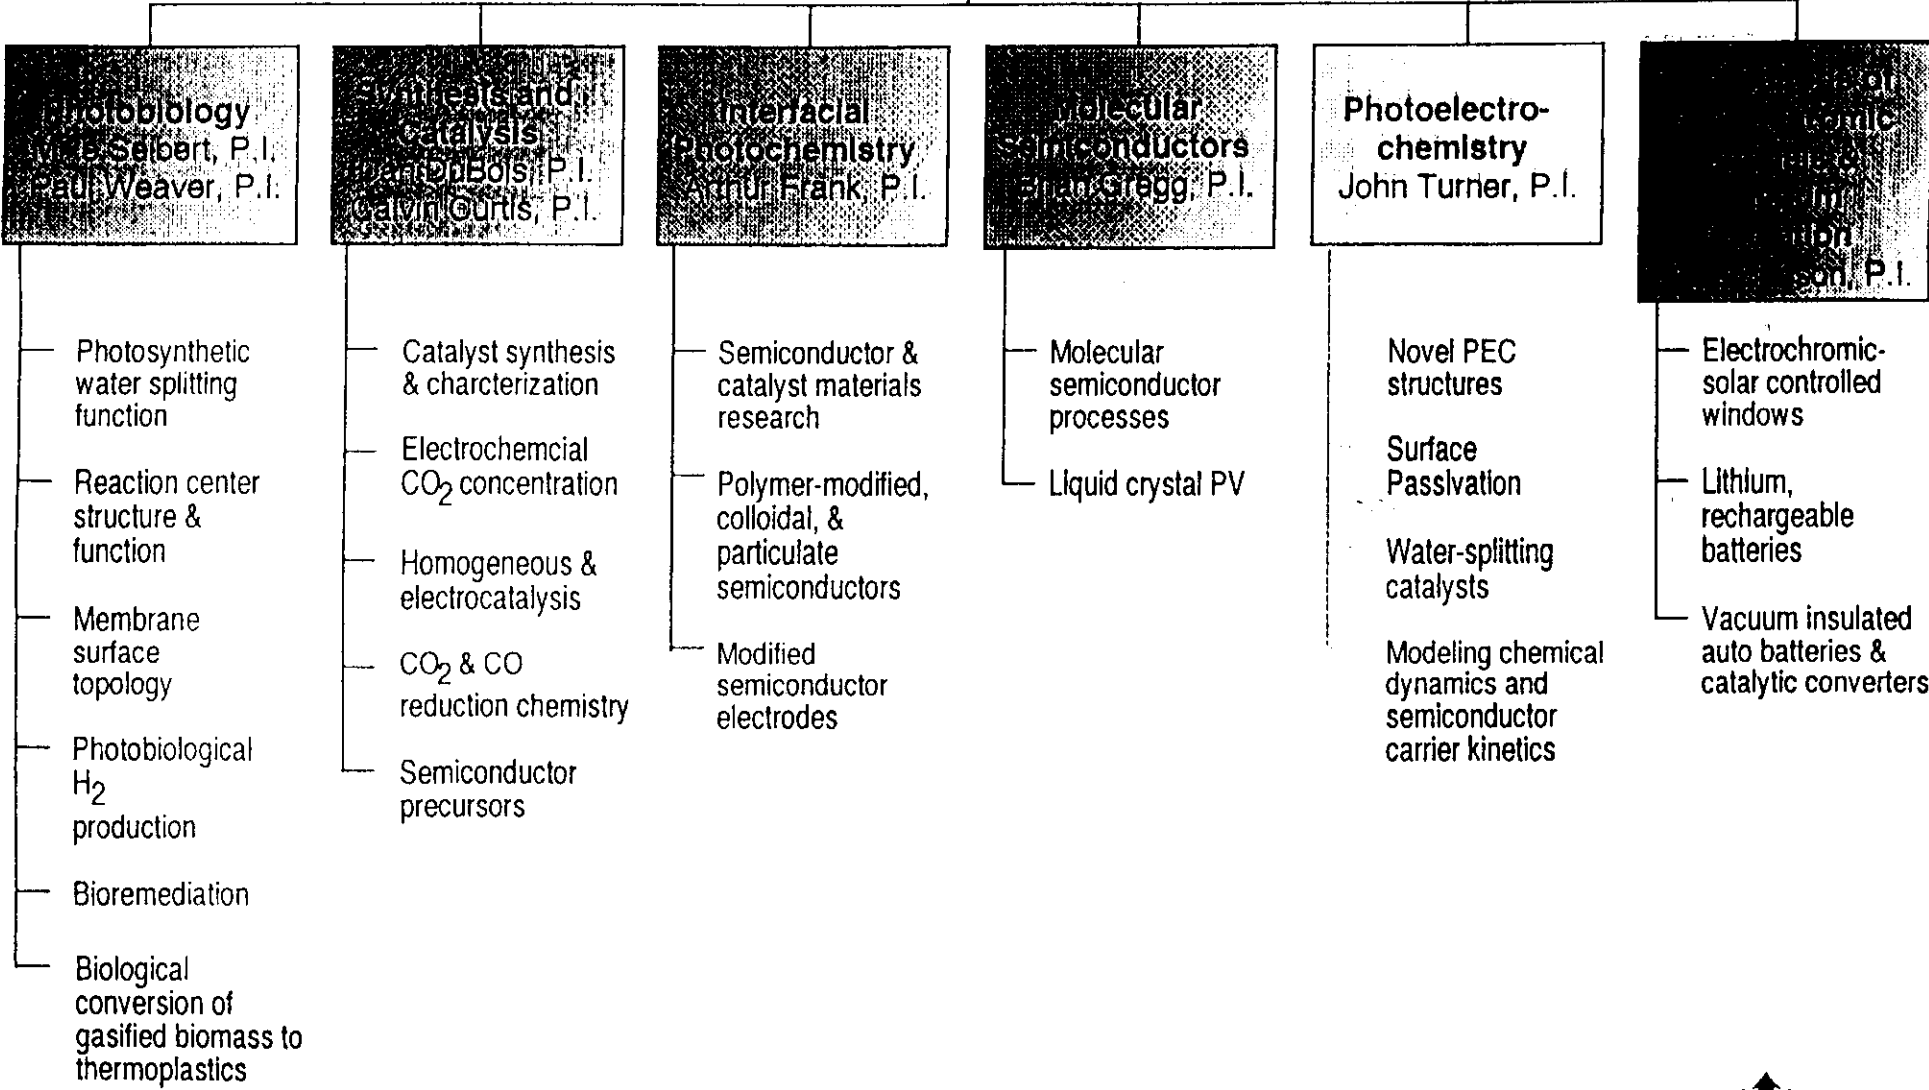 Photobiology
Mike Seibert, P.I.
Paul Weaver, P.I.
Photosynthetic
water splitting
function
Reaction center
structure &
function
Membrane
surface
topology
Photobiological
H2
production
Bioremediation
Biological
conversion of
gasified biomass to
thermoplastics
Synthesis and
Catalysis
DuBois, P.I.
Calvin Curtis, P.I.
Catalyst synthesis
& charcterization
Electrochemcial
CO2 concentration
Homogeneous &
electrocatalysis
CO2 & CO
reduction chemistry
Semiconductor
precursors
Interfacial
Photochemistry
Arthur Frank, P.I.
Semiconductor &
catalyst materials
research
Polymer-modified,
colloidal, &
particulate
semiconductors
Modified
semiconductor
electrodes
Molecular
Semiconductors
Brian Gregg, P.I.
Molecular
semiconductor
processes
Liquid crystal PV
Photoelectro-
chemistry
John Turner, P.I.
Novel PEC
structures
Surface
Passivation
Water-splitting
catalysts
Modeling chemical
dynamics and
semiconductor
carrier kinetics
of
&
P.I.
Electrochromic-
solar controlled
windows
Lithium,
rechargeable
batteries
Vacuum insulated
auto batteries &
catalytic converters